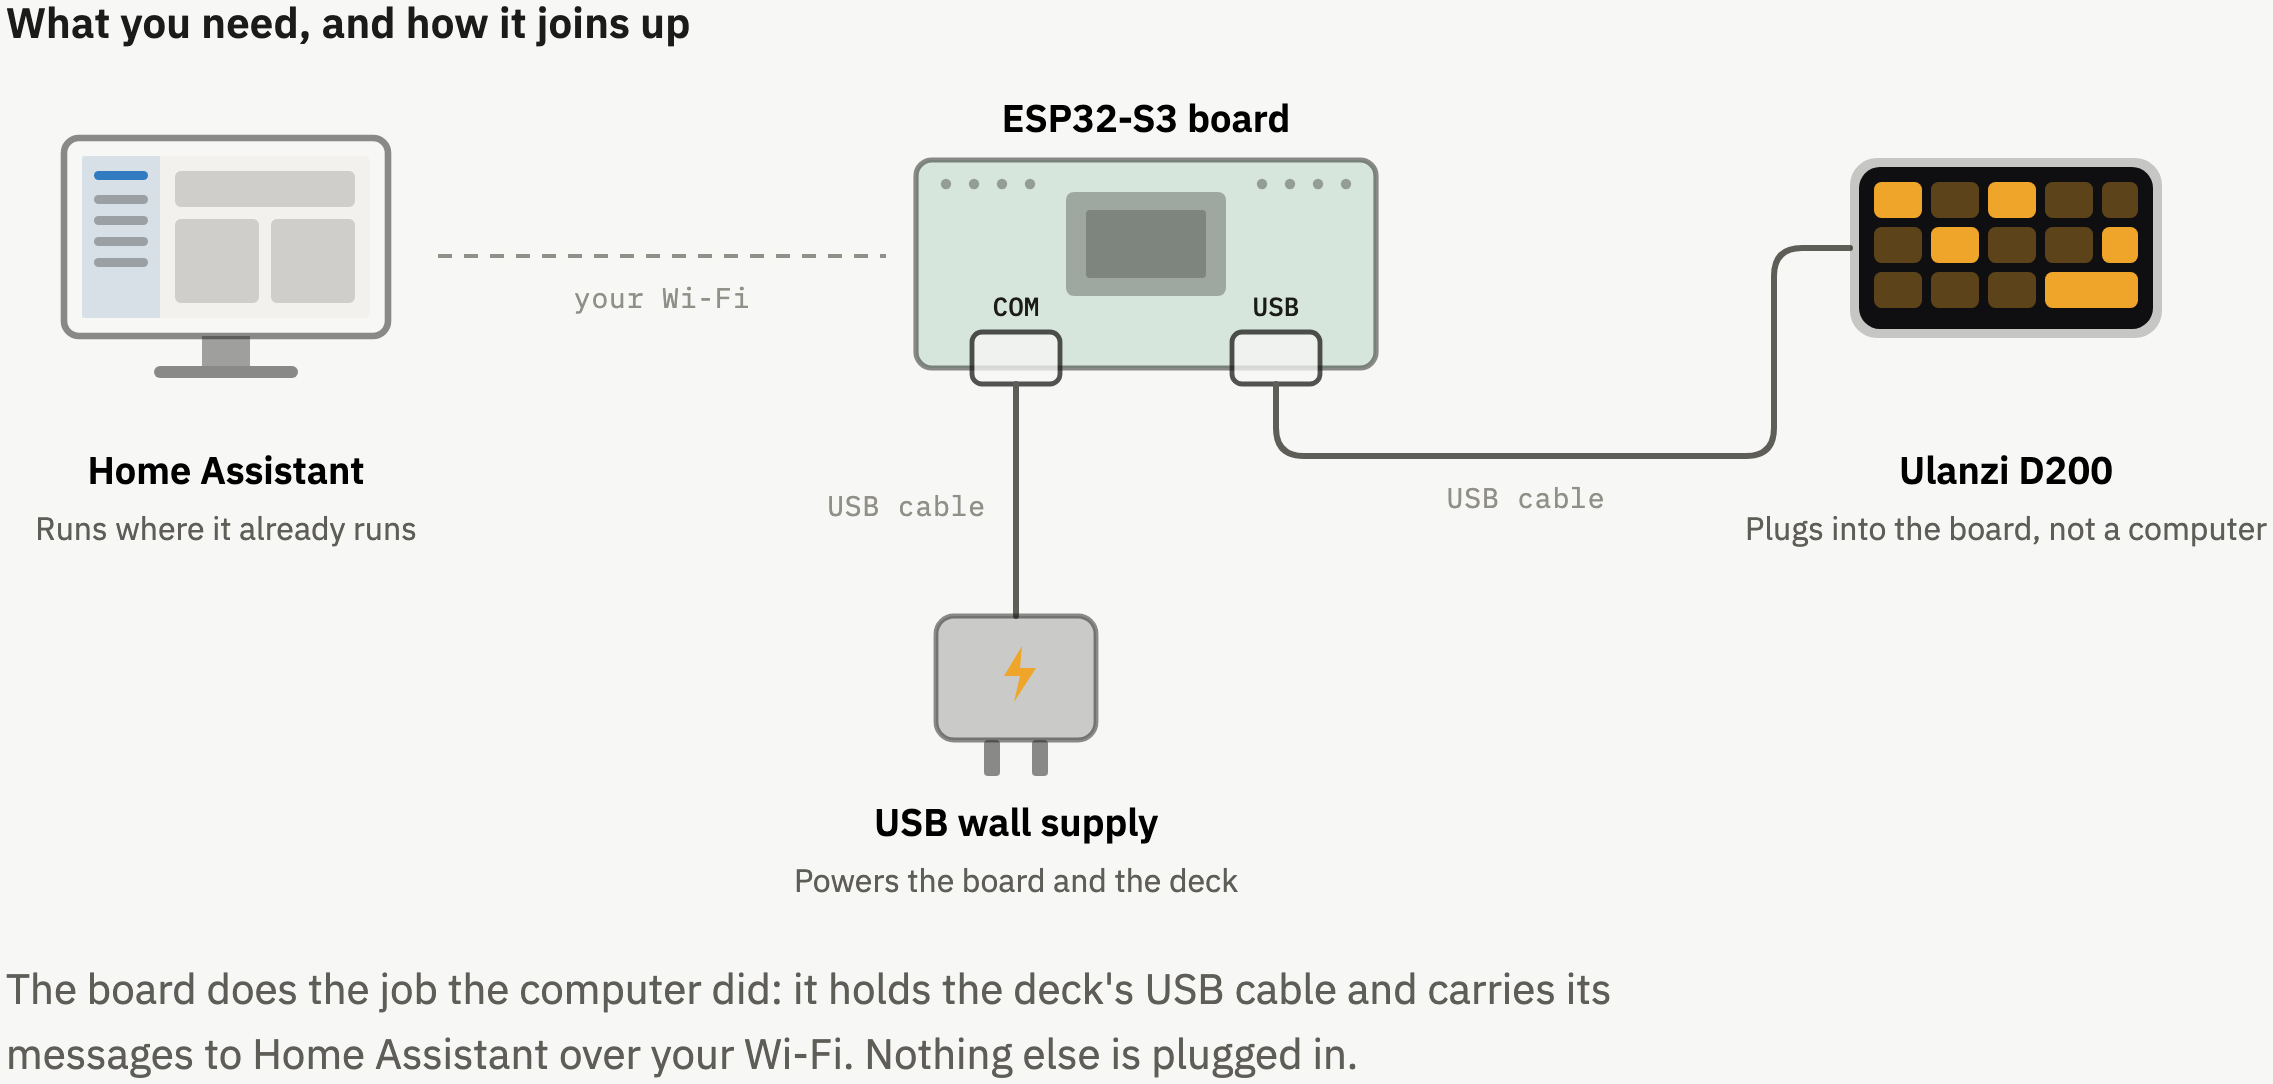 What you need, and how it joins up
ESP32-S3 board
COM
USB
your Wi-Fi
Home Assistant
Runs where it already runs
USB cable
USB cable
Ulanzi D200
Plugs into the board, not a computer
USB wall supply
Powers the board and the deck
The board does the job the computer did: it holds the deck's USB cable and carries its
messages to Home Assistant over your Wi-Fi. Nothing else is plugged in.